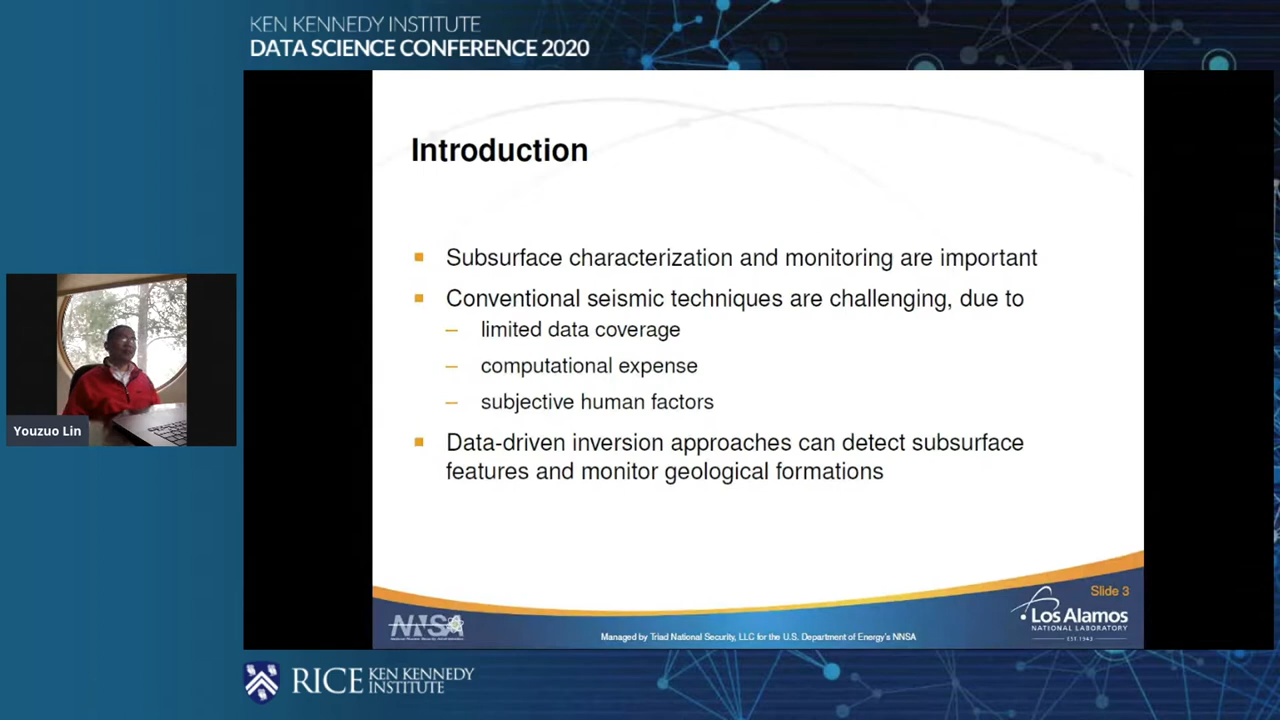 KEN KENNEDY INSTITUTE
DATA SCIENCE CONFERENCE 2020
Introduction
Subsurface characterization and monitoring are important
Conventional seismic techniques are challenging, due to
– limited data coverage
– computational expense
– subjective human factors
Data-driven inversion approaches can detect subsurface
features and monitor geological formations
Youzuo Lin
Slide 3
NNSA
Managed by Triad National Security, LLC for the U.S. Department of Energy's NNSA
Los Alamos
NATIONAL LABORATORY
EST. 1943
RICE KEN KENNEDY
INSTITUTE